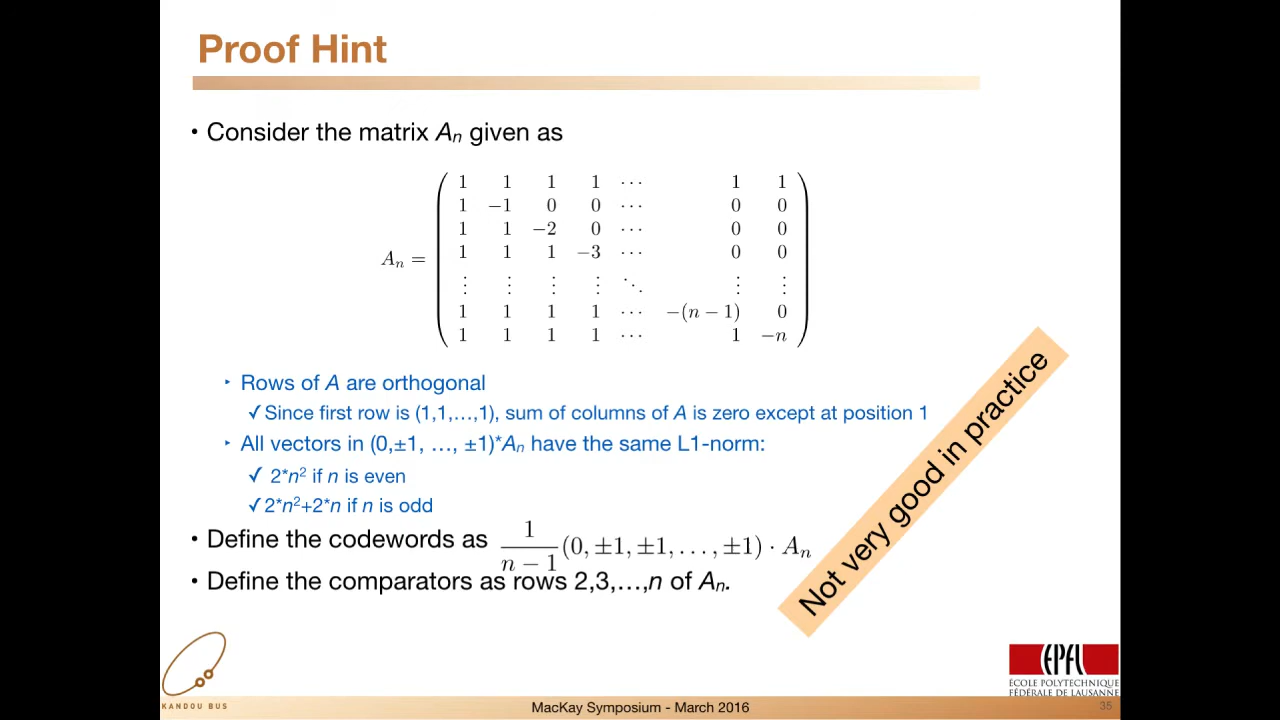 Proof Hint
• Consider the matrix Aₙ given as
1 1 1 1 ⋯ 1 1
1 −1 0 0 ⋯ 0 0
1 1 −2 0 ⋯ 0 0
1 1 1 −3 ⋯ 0 0
Aₙ =
⋮ ⋮ ⋮ ⋮ ⋱ ⋮ ⋮
1 1 1 1 ⋯ −(n − 1) 0
1 1 1 1 ⋯ 1 −n
‣ Rows of A are orthogonal
✓Since first row is (1,1,…,1), sum of columns of A is zero except at position 1
‣ All vectors in (0,±1, …, ±1)*Aₙ have the same L1-norm:
✓ 2*n² if n is even
✓2*n²+2*n if n is odd
• Define the codewords as 1/(n − 1) (0, ±1, ±1, . . . , ±1) · Aₙ
• Define the comparators as rows 2,3,…,n of Aₙ.
Not very good in practice
KANDOU BUS
MacKay Symposium - March 2016
EPFL
ÉCOLE POLYTECHNIQUE
FÉDÉRALE DE LAUSANNE
35